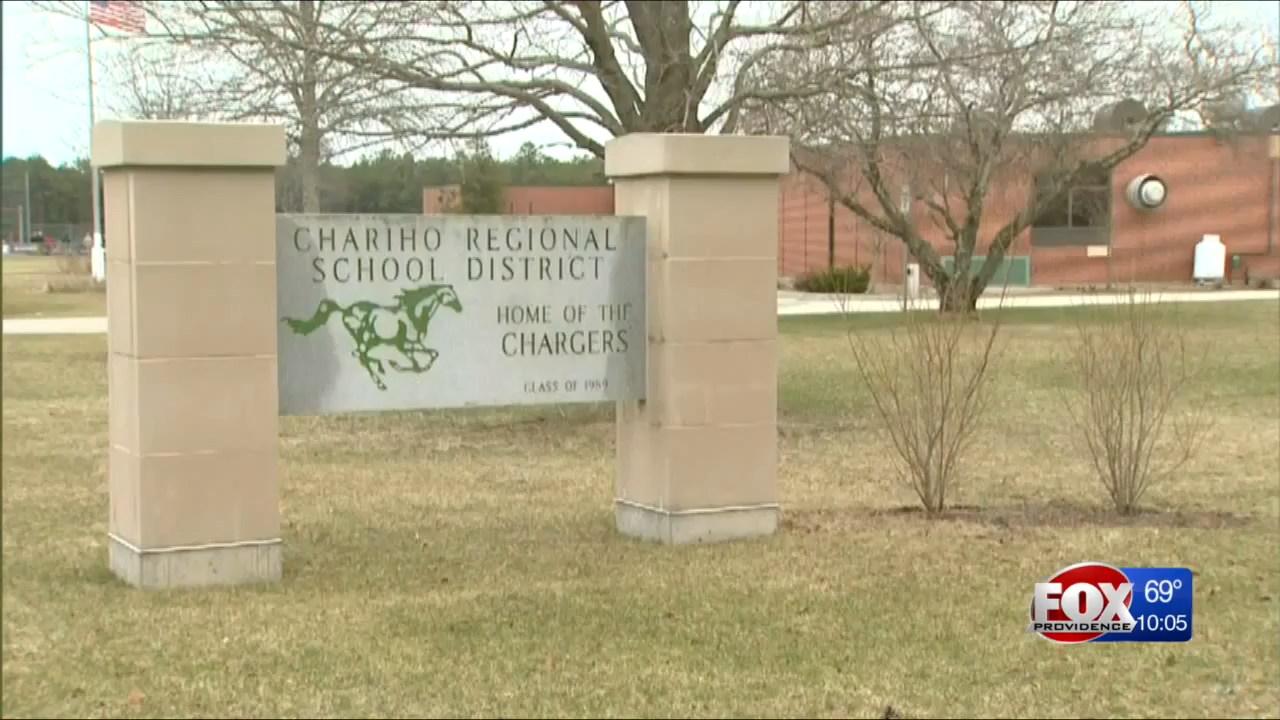 CHARIHO REGIONAL
SCHOOL DISTRICT
HOME OF THE
CHARGERS
CLASS OF 1989
FOX
PROVIDENCE
69°
10:05